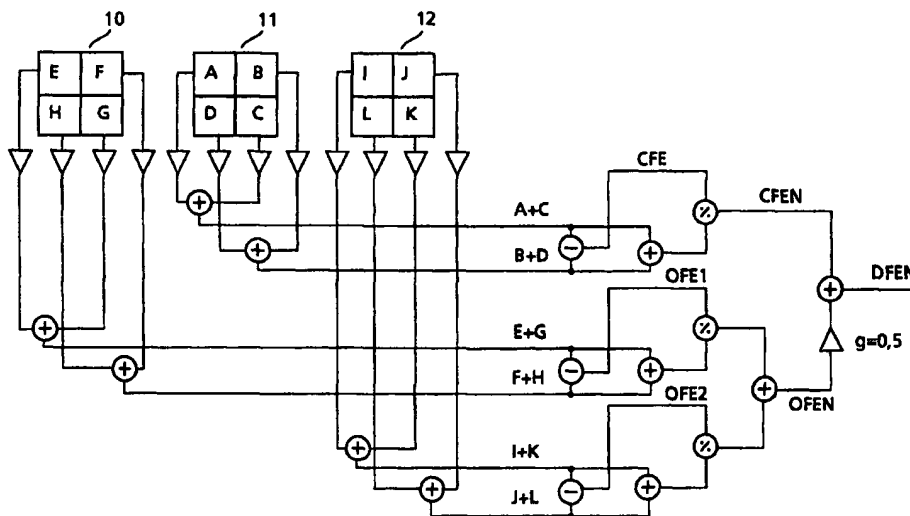 10
11
12
E F
A B
I J
H G
D C
L K
CFE
A+C
CFEN
B+D
OFE1
DFEN
E+G
g=0,5
F+H
OFE2
OFEN
I+K
J+L